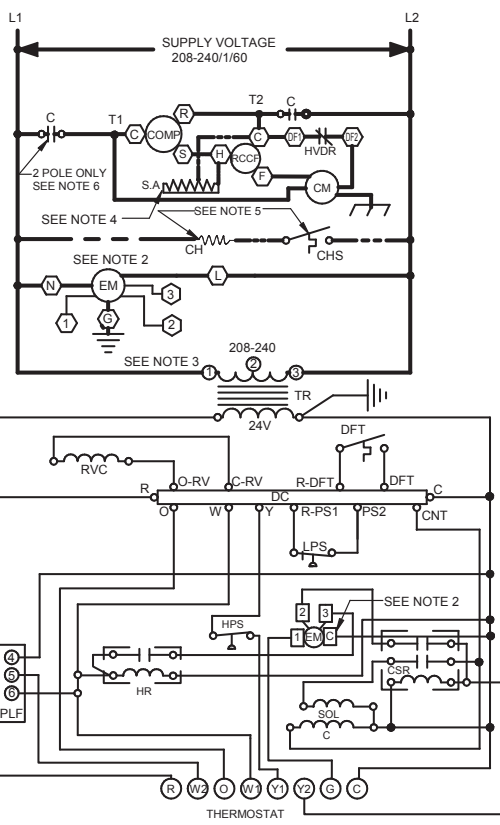 L1 L2
SUPPLY VOLTAGE
208-240/1/60
C T1 C COMP R T2 C
S H RCCF C DF1 HVDR DF2
2 POLE ONLY
SEE NOTE 6
S.A F CM
SEE NOTE 4 SEE NOTE 5
CH CHS
SEE NOTE 2
N EM L
3
1 G 2
SEE NOTE 3 208-240
1 2 3
TR
24V
DFT
RVC
O-RV C-RV R-DFT DFT
R DC C
O W Y R-PS1 PS2 CNT
LPS
2 3 SEE NOTE 2
HPS 1 EM C
4
5
6
PLF
HR CSR
SOL
C
R W2 O W1 Y1 Y2 G C
THERMOSTAT